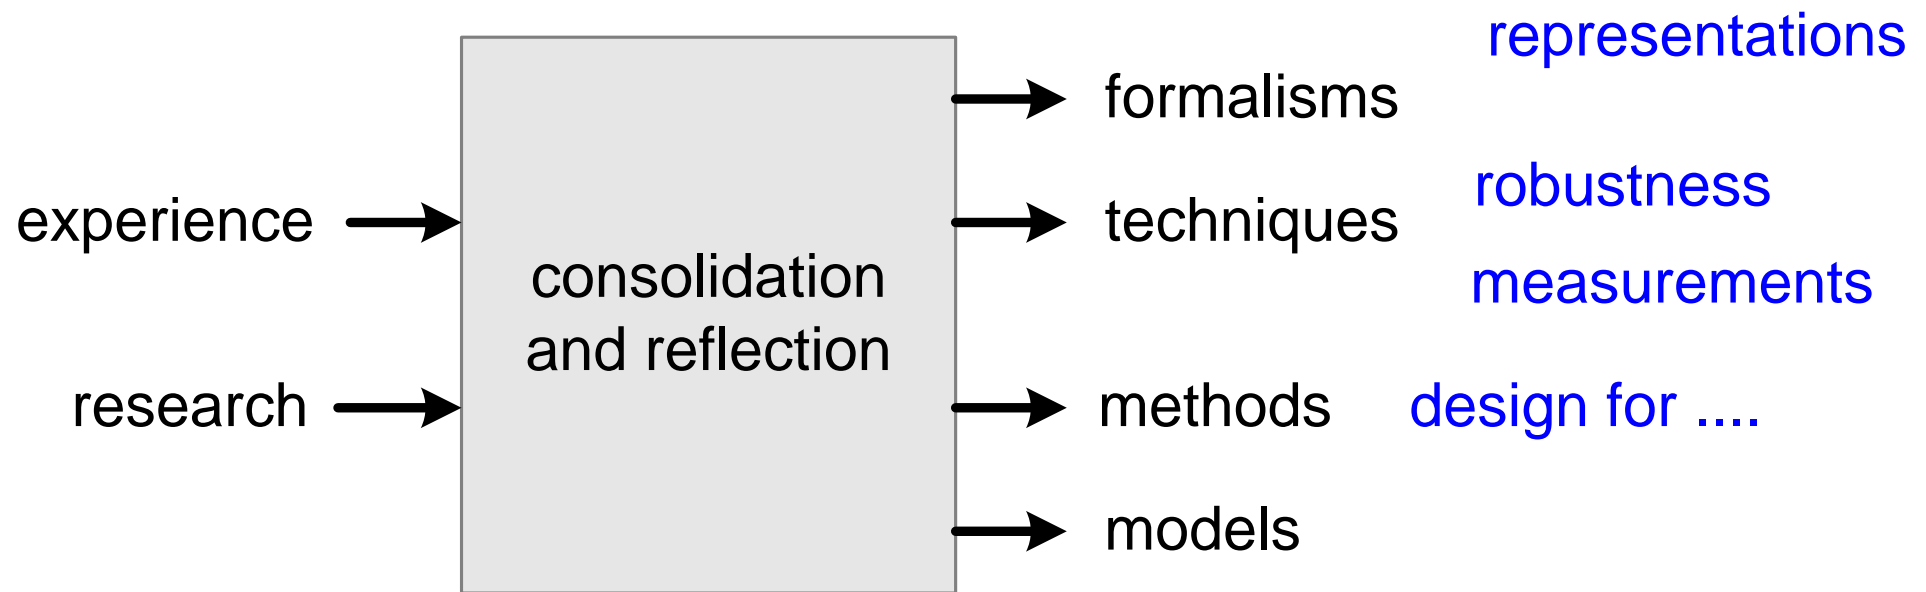 representations
formalisms
robustness
experience
techniques
consolidation
and reflection
measurements
research
methods
design for ....
models